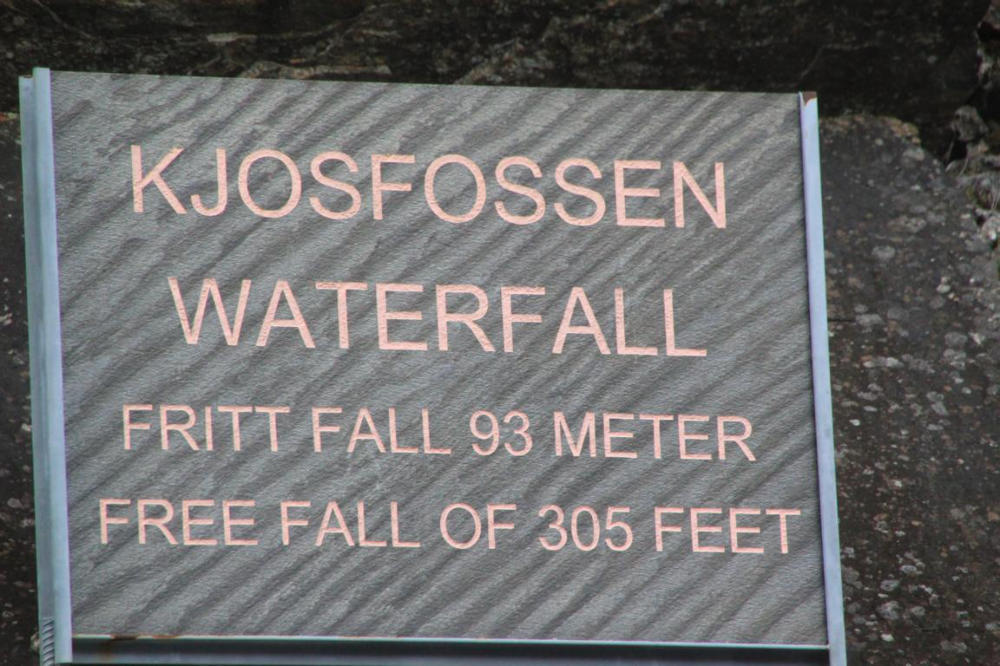 KJOSFOSSEN
WATERFALL
FRITT FALL 93 METER
FREE FALL OF 305 FEET